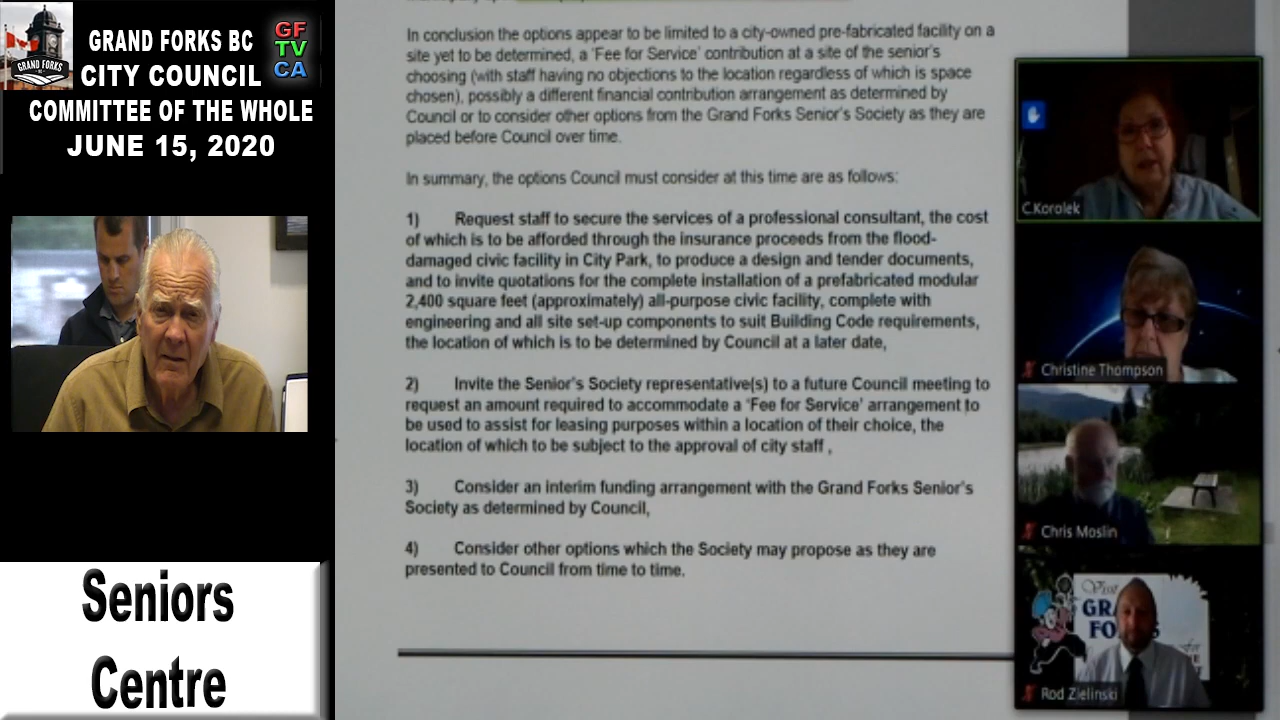 GRAND FORKS BC
CITY COUNCIL
COMMITTEE OF THE WHOLE
JUNE 15, 2020
GF
TV
CA
GRAND FORKS
Seniors
Centre
In conclusion the options appear to be limited to a city-owned pre-fabricated facility on a
site yet to be determined, a 'Fee for Service' contribution at a site of the senior's
choosing (with staff having no objections to the location regardless of which is space
chosen), possibly a different financial contribution arrangement as determined by
Council or to consider other options from the Grand Forks Senior's Society as they are
placed before Council over time.
In summary, the options Council must consider at this time are as follows:
1) Request staff to secure the services of a professional consultant, the cost
of which is to be afforded through the insurance proceeds from the flood-
damaged civic facility in City Park, to produce a design and tender documents,
and to invite quotations for the complete installation of a prefabricated modular
2,400 square feet (approximately) all-purpose civic facility, complete with
engineering and all site set-up components to suit Building Code requirements,
the location of which is to be determined by Council at a later date,
2) Invite the Senior's Society representative(s) to a future Council meeting to
request an amount required to accommodate a 'Fee for Service' arrangement to
be used to assist for leasing purposes within a location of their choice, the
location of which to be subject to the approval of city staff ,
3) Consider an interim funding arrangement with the Grand Forks Senior's
Society as determined by Council,
4) Consider other options which the Society may propose as they are
presented to Council from time to time.
C.Korolek
Christine Thompson
Chris Moslin
Visit
GRA
FO S
Rod Zielinski